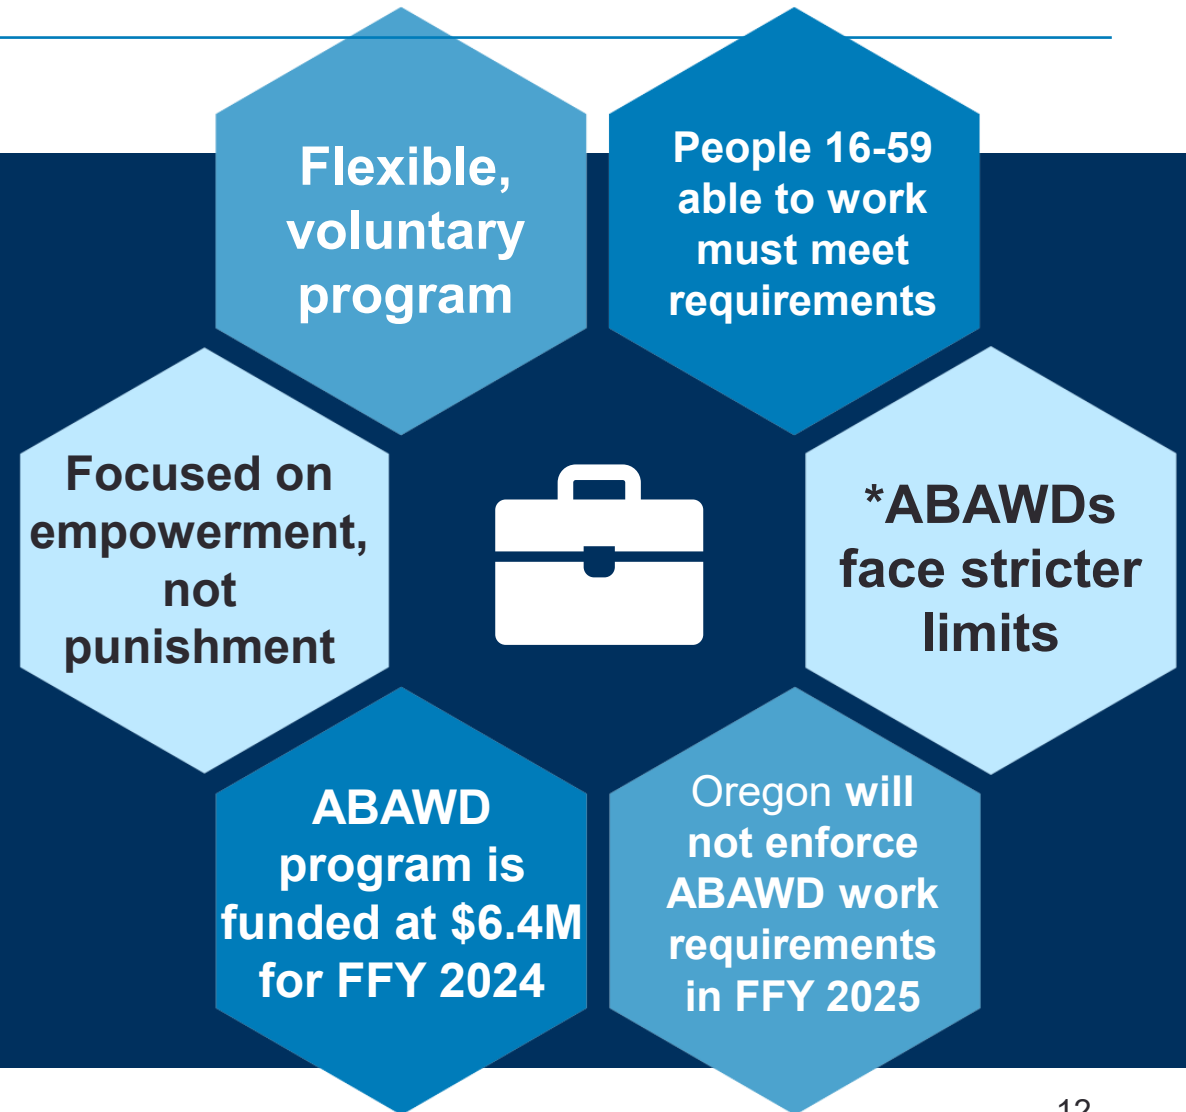 Flexible,
voluntary
program
People 16-59
able to work
must meet
requirements
Focused on
empowerment,
not
punishment
*ABAWDs
face stricter
limits
ABAWD
program is
funded at $6.4M
for FFY 2024
Oregon will
not enforce
ABAWD work
requirements
in FFY 2025
12